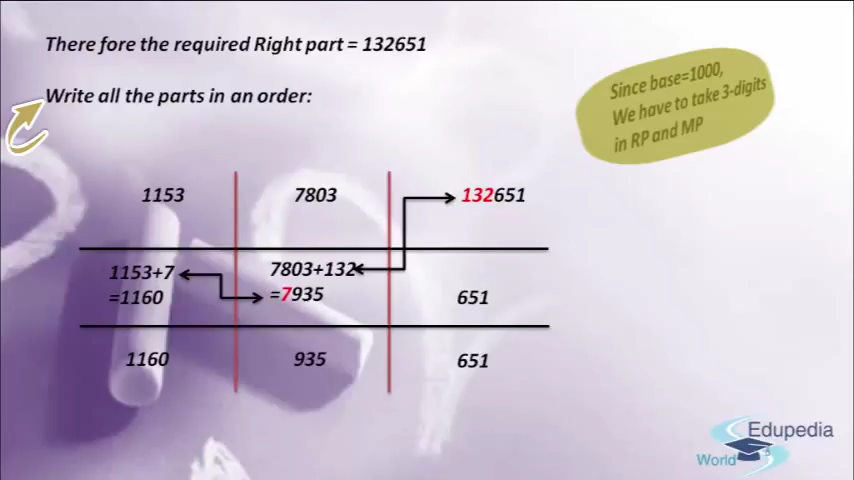 There fore the required Right part = 132651
Write all the parts in an order:
Since base=1000,
We have to take 3-digits
in RP and MP
1153 7803 132651
1153+7 7803+132
=1160 =7935 651
1160 935 651
Edupedia
World